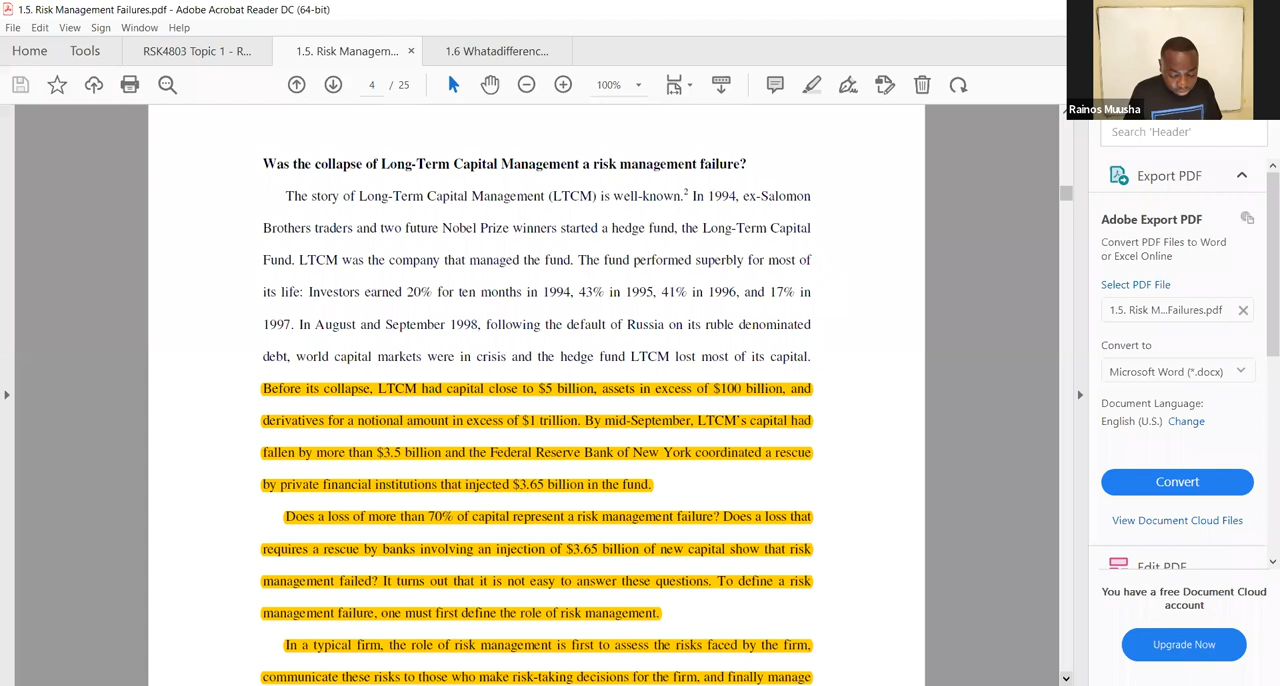 1.5. Risk Management Failures.pdf - Adobe Acrobat Reader DC (64-bit)
File Edit View Sign Window Help
Home Tools RSK4803 Topic 1 - R... 1.5. Risk Managem... × 1.6 Whatadifferenc...
4 / 25 100%
Rainos Muusha
Was the collapse of Long-Term Capital Management a risk management failure?
The story of Long-Term Capital Management (LTCM) is well-known.2 In 1994, ex-Salomon
Brothers traders and two future Nobel Prize winners started a hedge fund, the Long-Term Capital
Fund. LTCM was the company that managed the fund. The fund performed superbly for most of
its life: Investors earned 20% for ten months in 1994, 43% in 1995, 41% in 1996, and 17% in
1997. In August and September 1998, following the default of Russia on its ruble denominated
debt, world capital markets were in crisis and the hedge fund LTCM lost most of its capital.
Before its collapse, LTCM had capital close to $5 billion, assets in excess of $100 billion, and
derivatives for a notional amount in excess of $1 trillion. By mid-September, LTCM's capital had
fallen by more than $3.5 billion and the Federal Reserve Bank of New York coordinated a rescue
by private financial institutions that injected $3.65 billion in the fund.
Does a loss of more than 70% of capital represent a risk management failure? Does a loss that
requires a rescue by banks involving an injection of $3.65 billion of new capital show that risk
management failed? It turns out that it is not easy to answer these questions. To define a risk
management failure, one must first define the role of risk management.
In a typical firm, the role of risk management is first to assess the risks faced by the firm,
communicate these risks to those who make risk-taking decisions for the firm, and finally manage
Search 'Header'
Export PDF
Adobe Export PDF
Convert PDF Files to Word
or Excel Online
Select PDF File
1.5. Risk M...Failures.pdf
Convert to
Microsoft Word (*.docx)
Document Language:
English (U.S.) Change
Convert
View Document Cloud Files
Edit PDF
You have a free Document Cloud
account
Upgrade Now